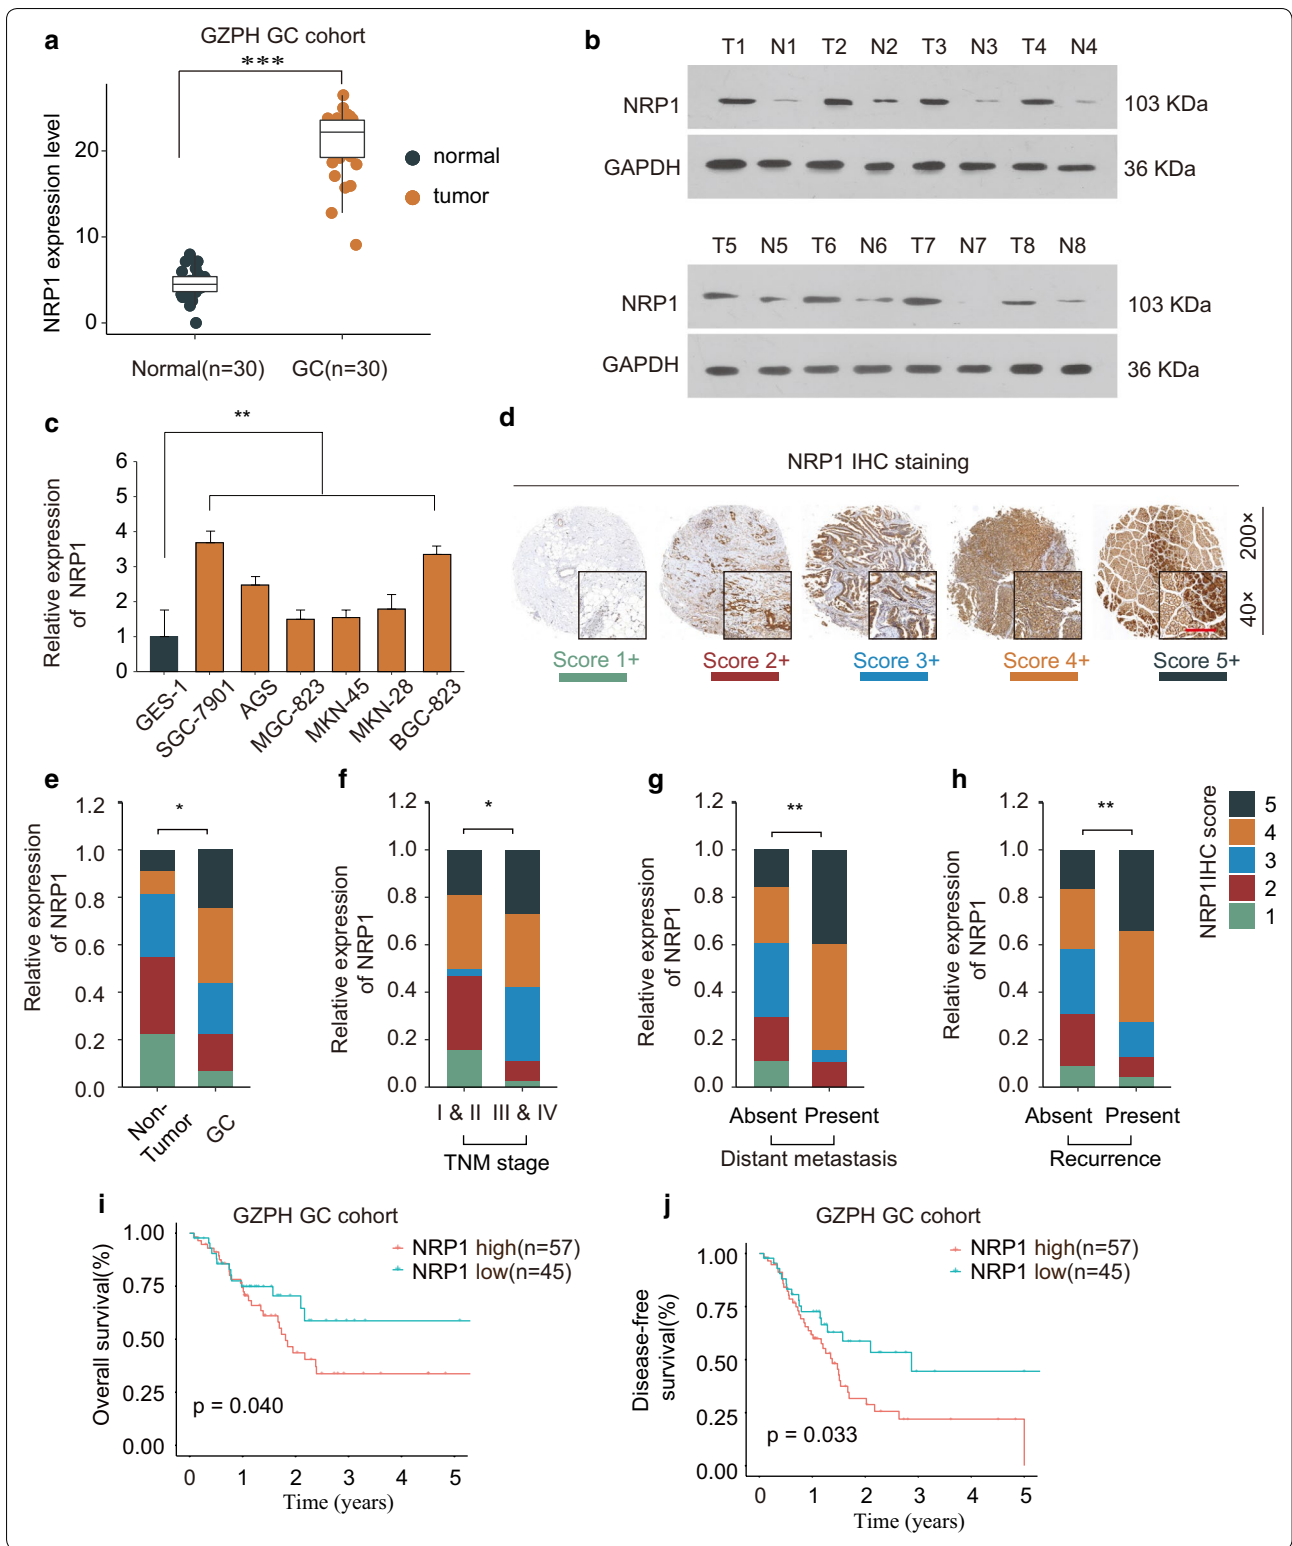 a
GZPH GC cohort
***
NRP1 expression level
20
10
0
normal
tumor
Normal(n=30) GC(n=30)
b
T1 N1 T2 N2 T3 N3 T4 N4
NRP1 103 KDa
GAPDH 36 KDa
T5 N5 T6 N6 T7 N7 T8 N8
NRP1 103 KDa
GAPDH 36 KDa
c
**
Relative expression
of NRP1
6
5
4
3
2
1
0
GES-1 SGC-7901 AGS MGC-823 MKN-45 MKN-28 BGC-823
d
NRP1 IHC staining
200×
40×
Score 1+ Score 2+ Score 3+ Score 4+ Score 5+
e
*
Relative expression
of NRP1
1.2
1.0
0.8
0.6
0.4
0.2
0.0
Non-
Tumor
GC
f
*
Relative expression
of NRP1
1.2
1.0
0.8
0.6
0.4
0.2
0.0
I & II III & IV
TNM stage
g
**
Relative expression
of NRP1
1.2
1.0
0.8
0.6
0.4
0.2
0.0
Absent Present
Distant metastasis
h
**
Relative expression
of NRP1
1.2
1.0
0.8
0.6
0.4
0.2
0.0
Absent Present
Recurrence
NRP1IHC score
5
4
3
2
1
i
GZPH GC cohort
NRP1 high(n=57)
NRP1 low(n=45)
Overall survival(%)
1.00
0.75
0.50
0.25
0.00
p = 0.040
0 1 2 3 4 5
Time (years)
j
GZPH GC cohort
NRP1 high(n=57)
NRP1 low(n=45)
Disease-free
survival(%)
1.00
0.75
0.50
0.25
0.00
p = 0.033
0 1 2 3 4 5
Time (years)